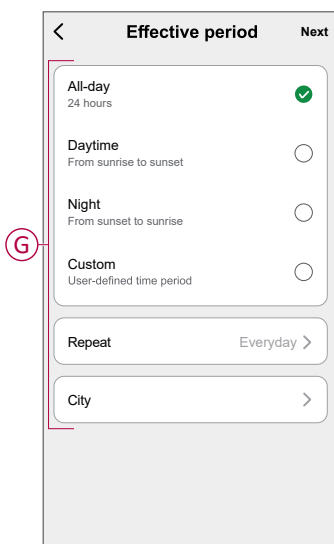 Effective period Next
All-day
24 hours
Daytime
From sunrise to sunset
Night
From sunset to sunrise
G
Custom
User-defined time period
Repeat Everyday
City